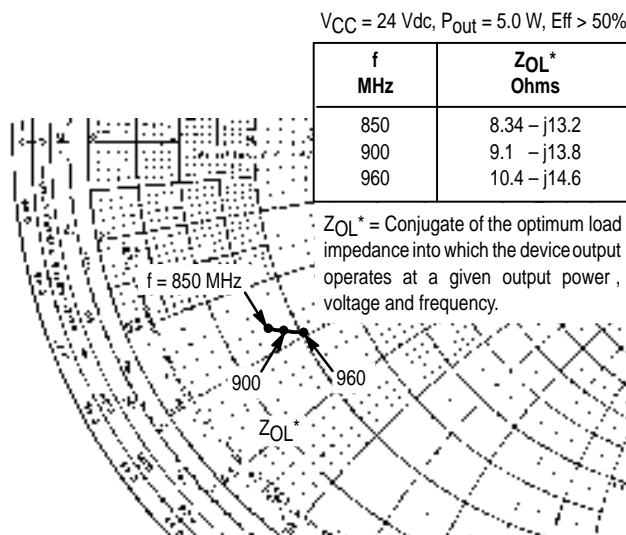 VCC = 24 Vdc, Pout = 5.0 W, Eff > 50%
f
MHz
ZOL*
Ohms
850 8.34 – j13.2
900 9.1 – j13.8
960 10.4 – j14.6
ZOL* = Conjugate of the optimum load
impedance into which the device output
operates at a given output power ,
voltage and frequency.
f = 850 MHz
900
960
ZOL*